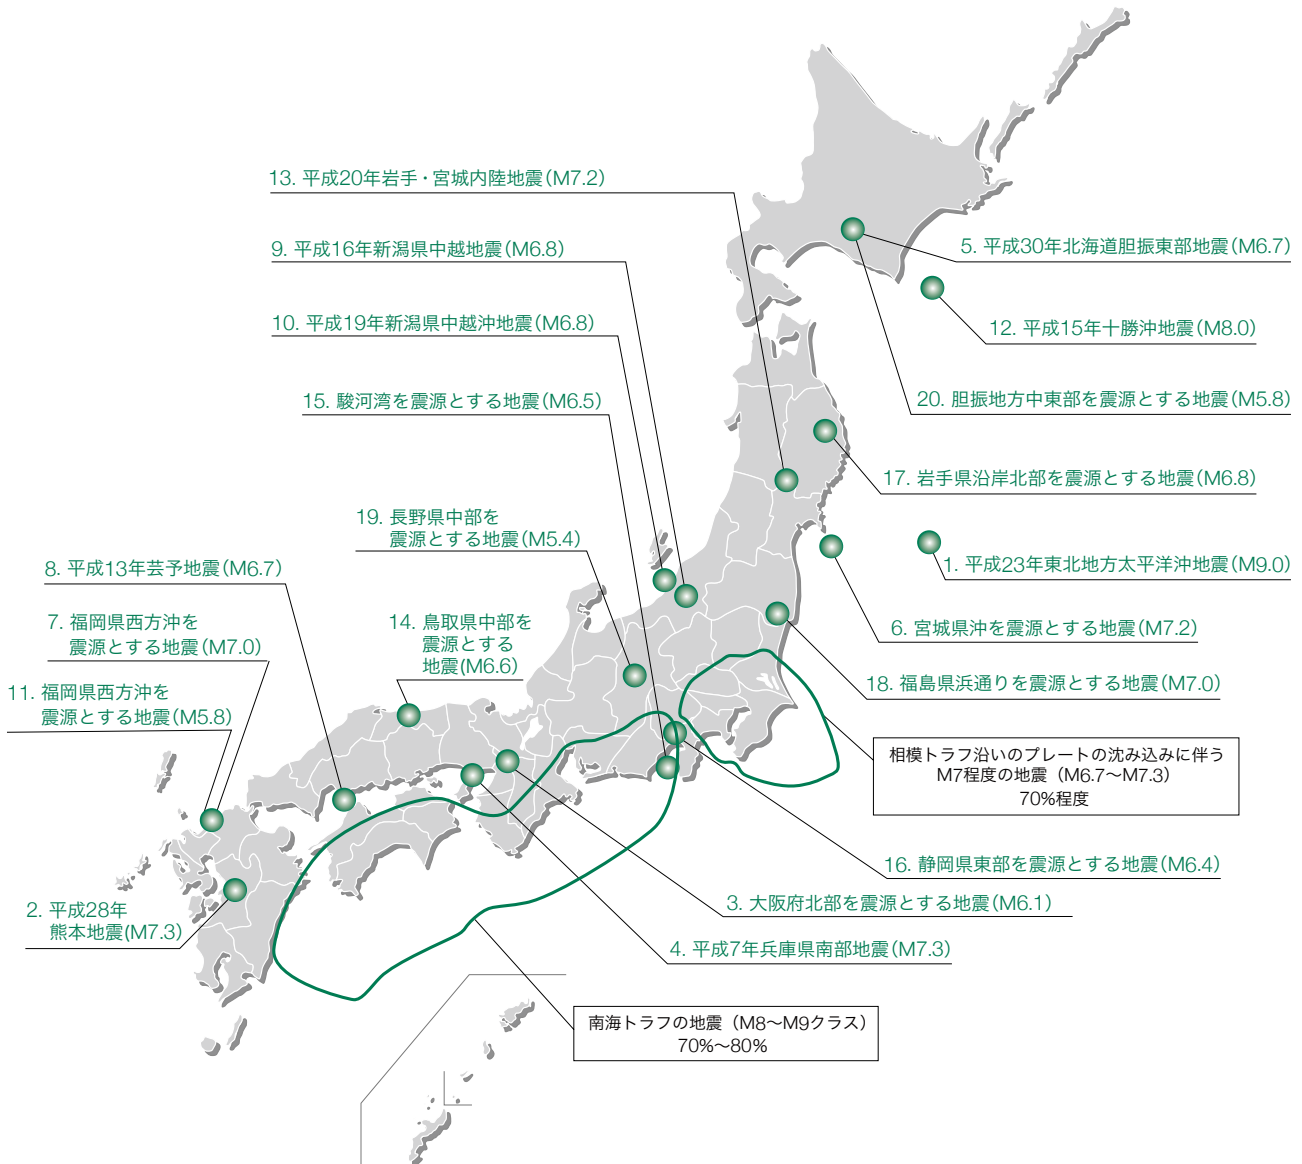 13. 平成20年岩手・宮城内陸地震(M7.2)
9. 平成16年新潟県中越地震(M6.8)
5. 平成30年北海道胆振東部地震(M6.7)
10. 平成19年新潟県中越沖地震(M6.8)
12. 平成15年十勝沖地震(M8.0)
15. 駿河湾を震源とする地震(M6.5)
20. 胆振地方中東部を震源とする地震(M5.8)
17. 岩手県沿岸北部を震源とする地震(M6.8)
19. 長野県中部を
震源とする地震(M5.4)
1. 平成23年東北地方太平洋沖地震(M9.0)
8. 平成13年芸予地震(M6.7)
7. 福岡県西方沖を
震源とする地震(M7.0)
14. 鳥取県中部を
震源とする
地震(M6.6)
6. 宮城県沖を震源とする地震(M7.2)
11. 福岡県西方沖を
震源とする地震(M5.8)
18. 福島県浜通りを震源とする地震(M7.0)
相模トラフ沿いのプレートの沈み込みに伴う
M7程度の地震（M6.7～M7.3）
70%程度
16. 静岡県東部を震源とする地震(M6.4)
3. 大阪府北部を震源とする地震(M6.1)
2. 平成28年
熊本地震(M7.3)
4. 平成7年兵庫県南部地震(M7.3)
南海トラフの地震（M8～M9クラス）
70%～80%